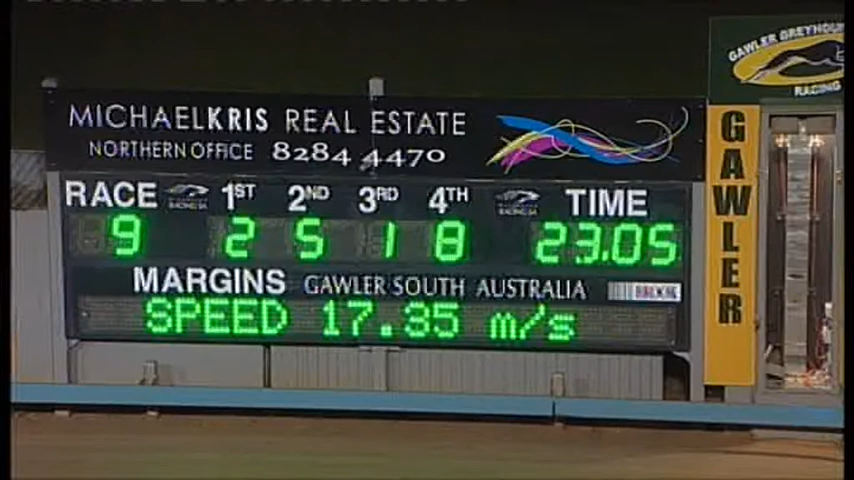 GAWLER GREYHOUND
RACING
MICHAELKRIS REAL ESTATE
NORTHERN OFFICE 8284 4470
RACE 1ST 2ND 3RD 4TH TIME
9 2 5 1 8 23.05
MARGINS GAWLER SOUTH AUSTRALIA
SPEED 17.35 m/s
GAWLER